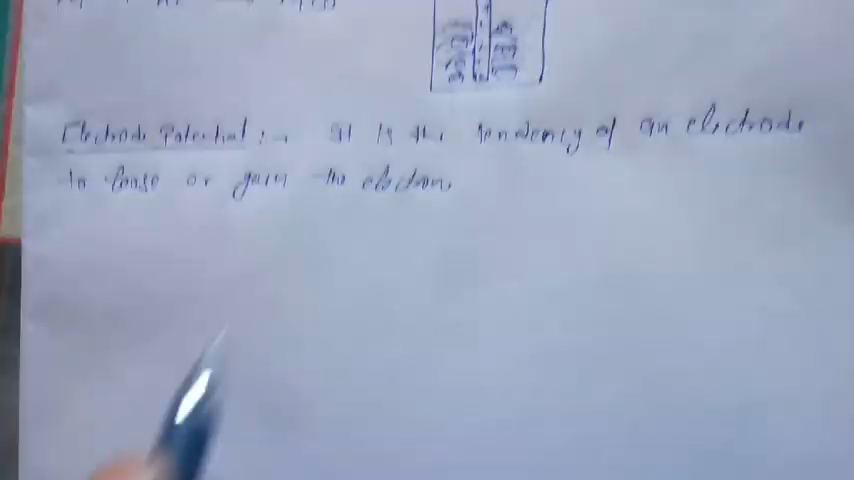 Electrode Potential :→ It is the tendency of an electrode
to loose or gain the electron.